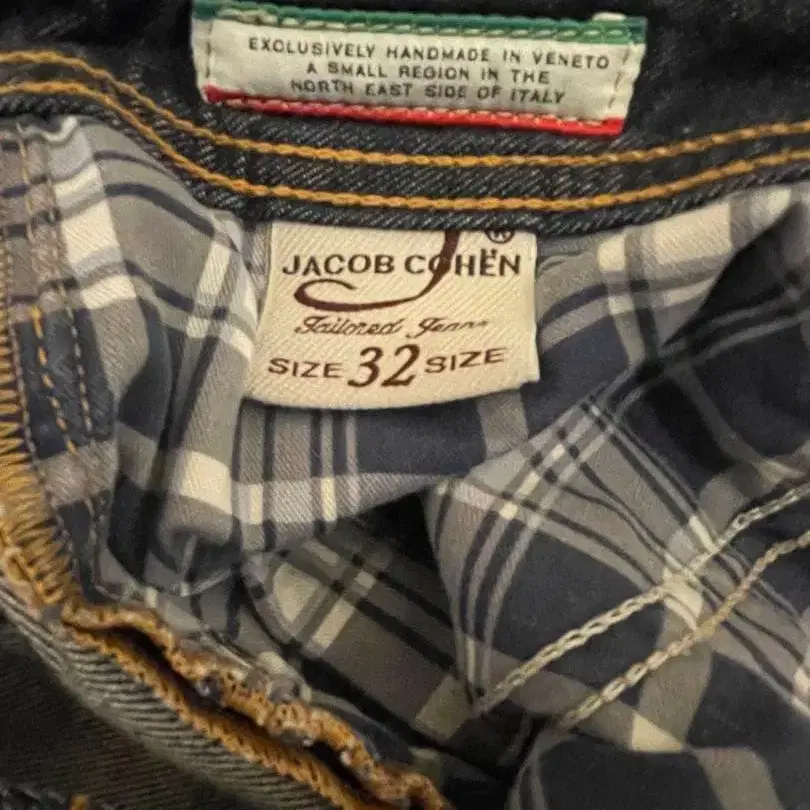 EXCLUSIVELY HANDMADE IN VENETO
A SMALL REGION IN THE
NORTH EAST SIDE OF ITALY
®
JACOB COHËN
Tailored Jeans
SIZE 32 SIZE